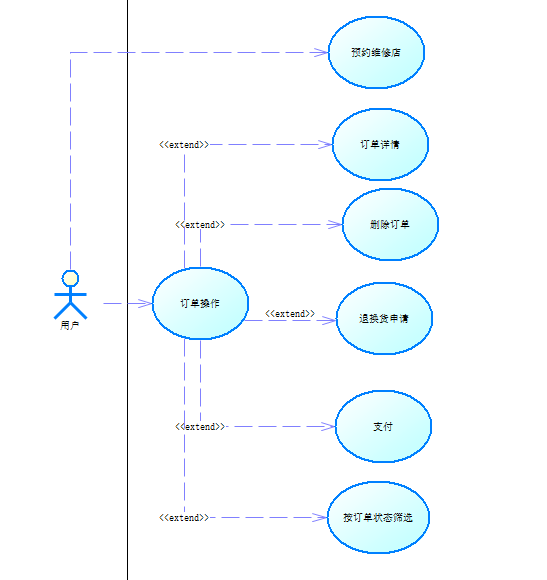 预约维修店
<<extend>>
订单详情
<<extend>>
删除订单
用户
订单操作
<<extend>>
退换货申请
<<extend>>
支付
<<extend>>
按订单状态筛选